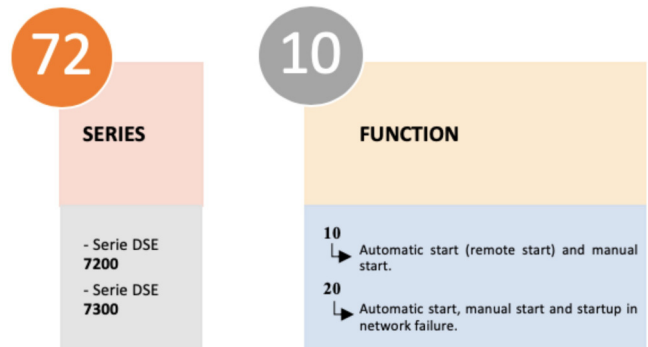 72
10
SERIES
FUNCTION
- Serie DSE
7200
- Serie DSE
7300
10
Automatic start (remote start) and manual
start.
20
Automatic start, manual start and startup in
network failure.